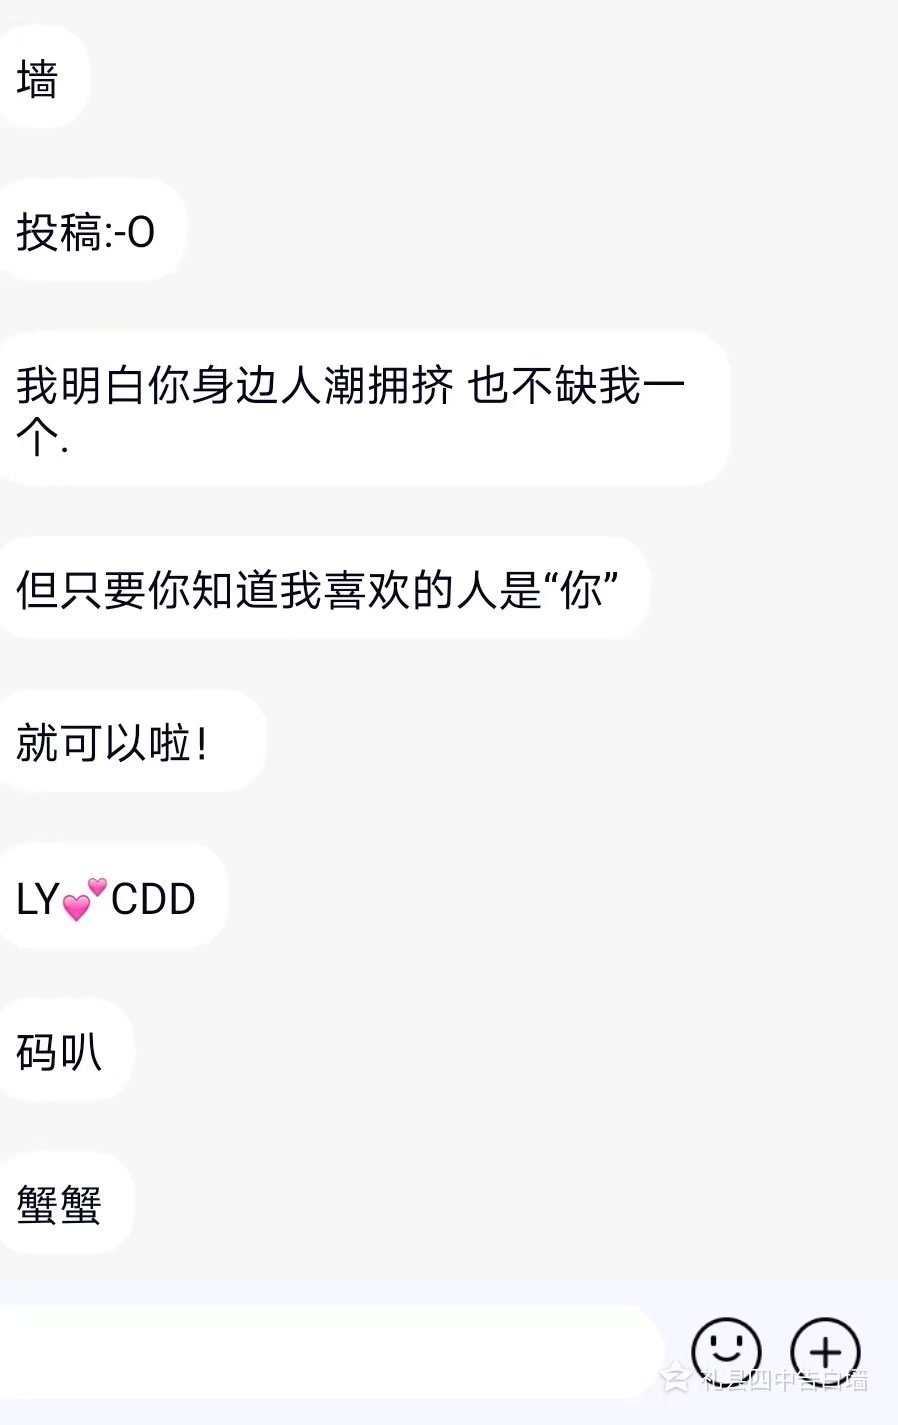 墙
投稿:-O
我明白你身边人潮拥挤 也不缺我一
个.
但只要你知道我喜欢的人是“你”
就可以啦！
LY💕CDD
码叭
蟹蟹
礼县四中告白墙